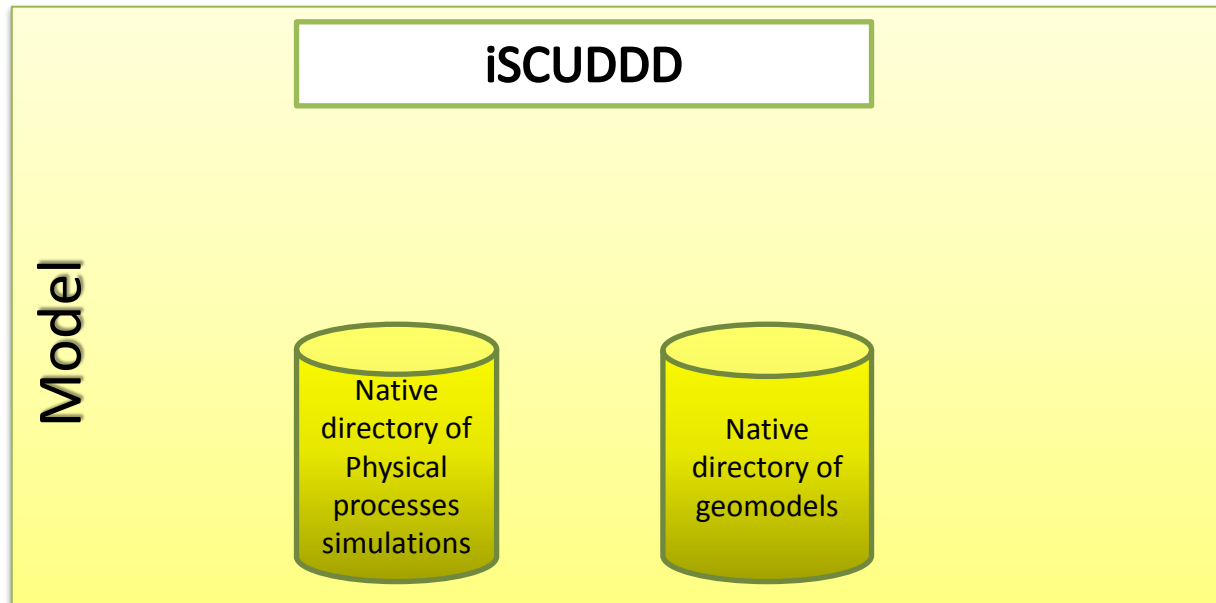 iSCUDDD
Model
Native
directory of
Physical
processes
simulations
Native
directory of
geomodels